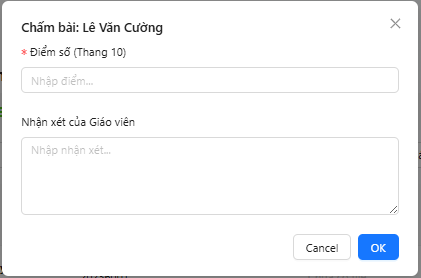 Chấm bài: Lê Văn Cường
* Điểm số (Thang 10)
Nhập điểm...
Nhận xét của Giáo viên
Nhập nhận xét...
Cancel
OK